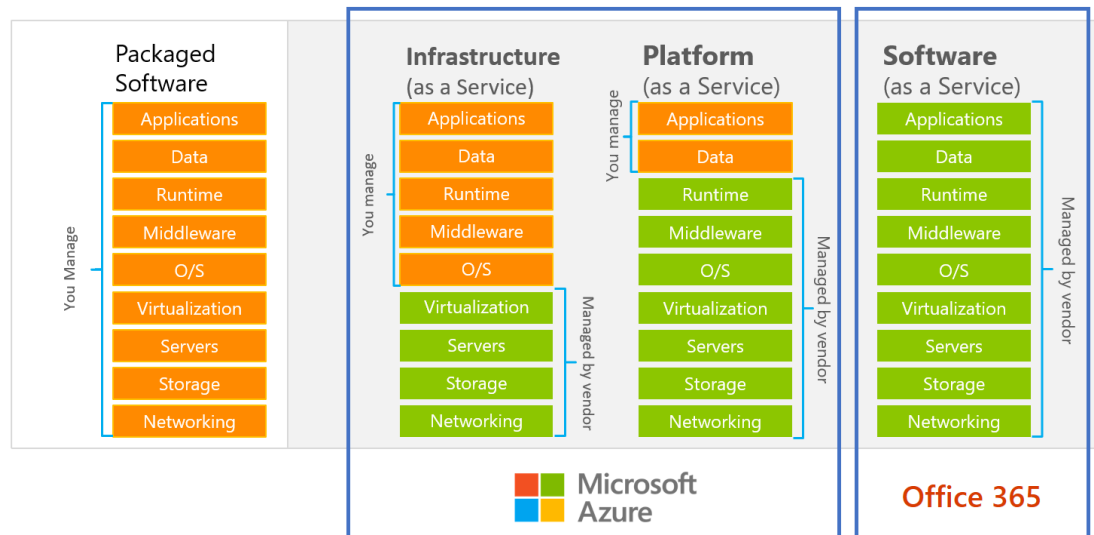 Packaged
Software
Applications
Data
Runtime
Middleware
O/S
Virtualization
Servers
Storage
Networking
You Manage
Infrastructure
(as a Service)
Applications
Data
Runtime
Middleware
O/S
Virtualization
Servers
Storage
Networking
You manage
Managed by vendor
Platform
(as a Service)
Applications
Data
Runtime
Middleware
O/S
Virtualization
Servers
Storage
Networking
You manage
Managed by vendor
Software
(as a Service)
Applications
Data
Runtime
Middleware
O/S
Virtualization
Servers
Storage
Networking
Managed by vendor
Microsoft
Azure
Office 365